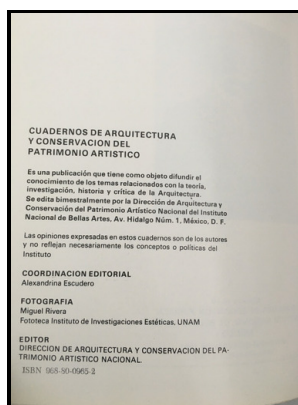 CUADERNOS DE ARQUITECTURA
Y CONSERVACION DEL
PATRIMONIO ARTISTICO
Es una publicación que tiene como objeto difundir el
conocimiento de los temas relacionados con la teoría,
investigación, historia y crítica de la Arquitectura.
Se edita bimestralmente por la Dirección de Arquitectura y
Conservación del Patrimonio Artístico Nacional del Instituto
Nacional de Bellas Artes, Av. Hidalgo Núm. 1, México, D. F.
Las opiniones expresadas en estos cuadernos son de los autores
y no reflejan necesariamente los conceptos o políticas del
Instituto
COORDINACION EDITORIAL
Alexandrina Escudero
FOTOGRAFIA
Miguel Rivera
Fototeca Instituto de Investigaciones Estéticas, UNAM
EDITOR
DIRECCION DE ARQUITECTURA Y CONSERVACION DEL PA-
TRIMONIO ARTISTICO NACIONAL.
ISBN 968-80-0965-2